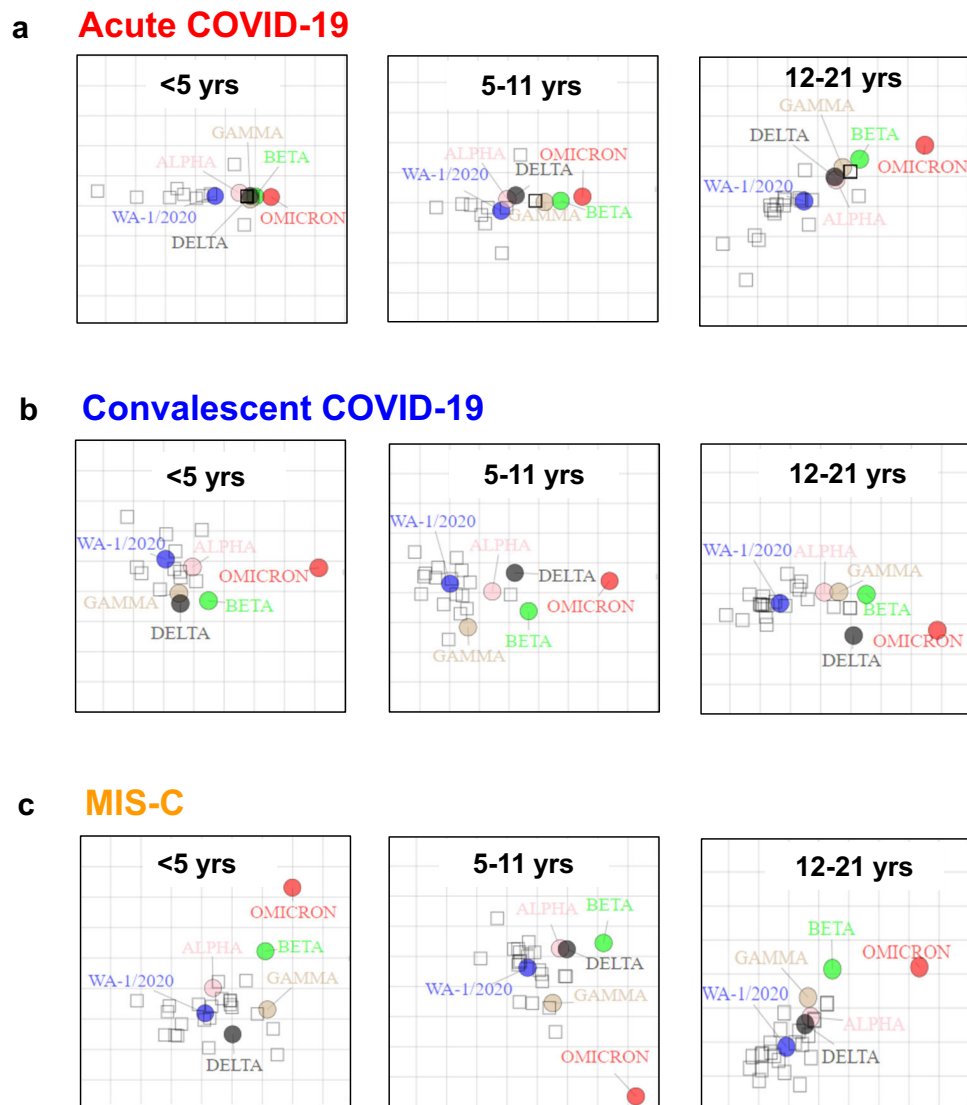 a Acute COVID-19
<5 yrs
GAMMA
ALPHA
BETA
WA-1/2020
OMICRON
DELTA
5-11 yrs
ALPHA
OMICRON
DELTA
WA-1/2020
GAMMA
BETA
12-21 yrs
GAMMA
DELTA
BETA
OMICRON
WA-1/2020
ALPHA
b Convalescent COVID-19
<5 yrs
WA-1/2020
ALPHA
OMICRON
GAMMA
BETA
DELTA
5-11 yrs
WA-1/2020
ALPHA
DELTA
OMICRON
BETA
GAMMA
12-21 yrs
WA-1/2020
ALPHA
GAMMA
BETA
OMICRON
DELTA
c MIS-C
<5 yrs
OMICRON
ALPHA
BETA
WA-1/2020
GAMMA
DELTA
5-11 yrs
ALPHA
BETA
DELTA
WA-1/2020
GAMMA
OMICRON
12-21 yrs
BETA
OMICRON
GAMMA
WA-1/2020
ALPHA
DELTA